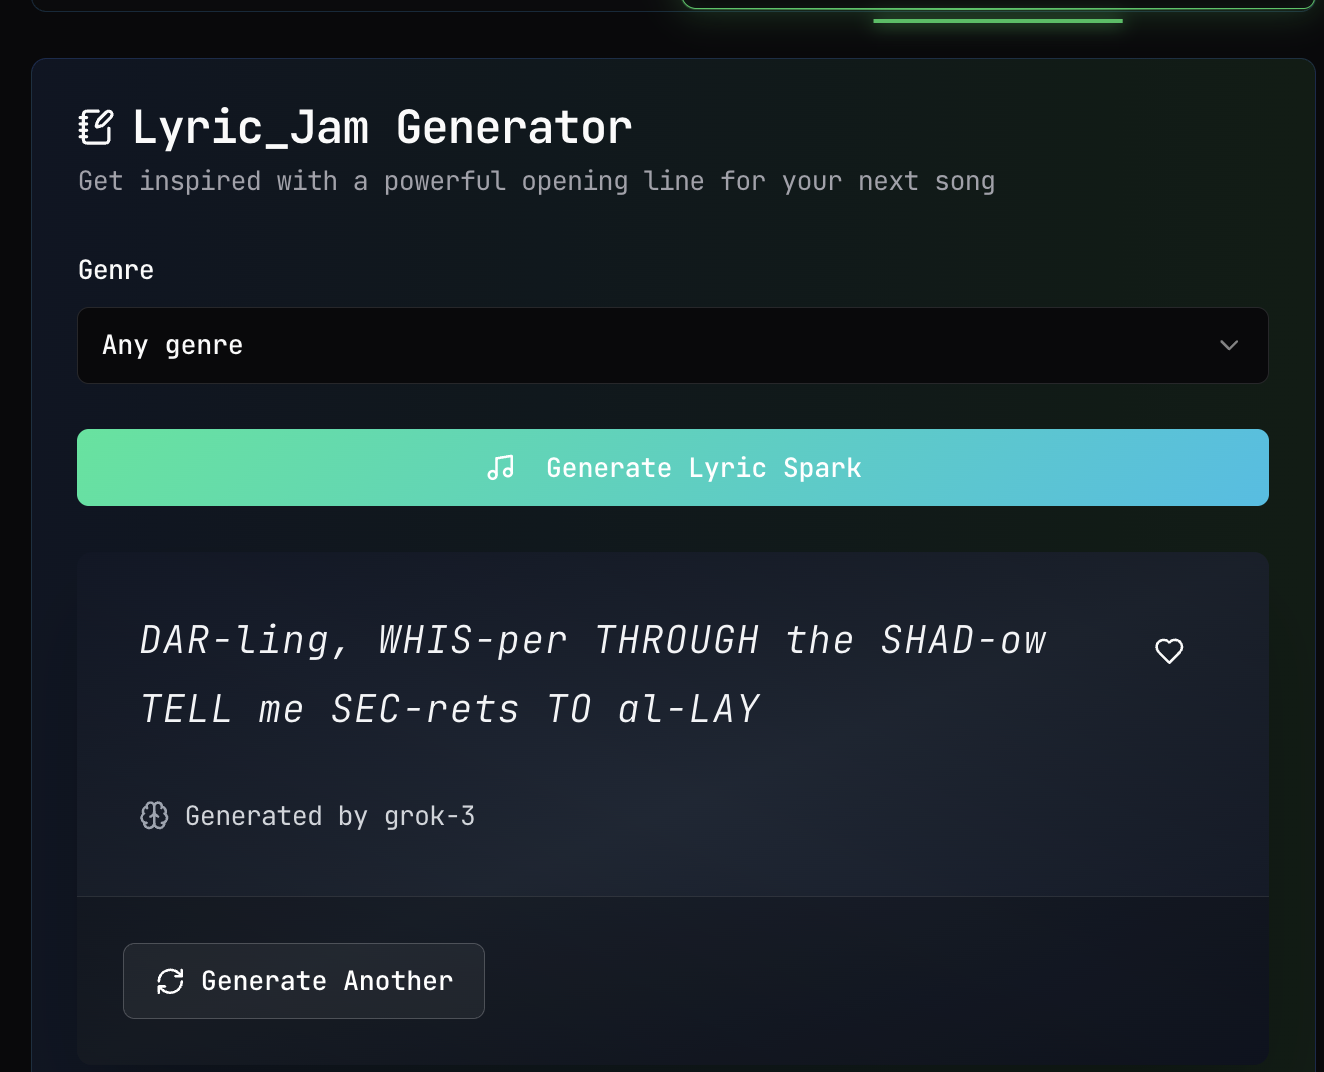 Lyric_Jam Generator
Get inspired with a powerful opening line for your next song
Genre
Any genre
Generate Lyric Spark
DAR-ling, WHIS-per THROUGH the SHAD-ow
TELL me SEC-rets TO al-LAY
Generated by grok-3
Generate Another